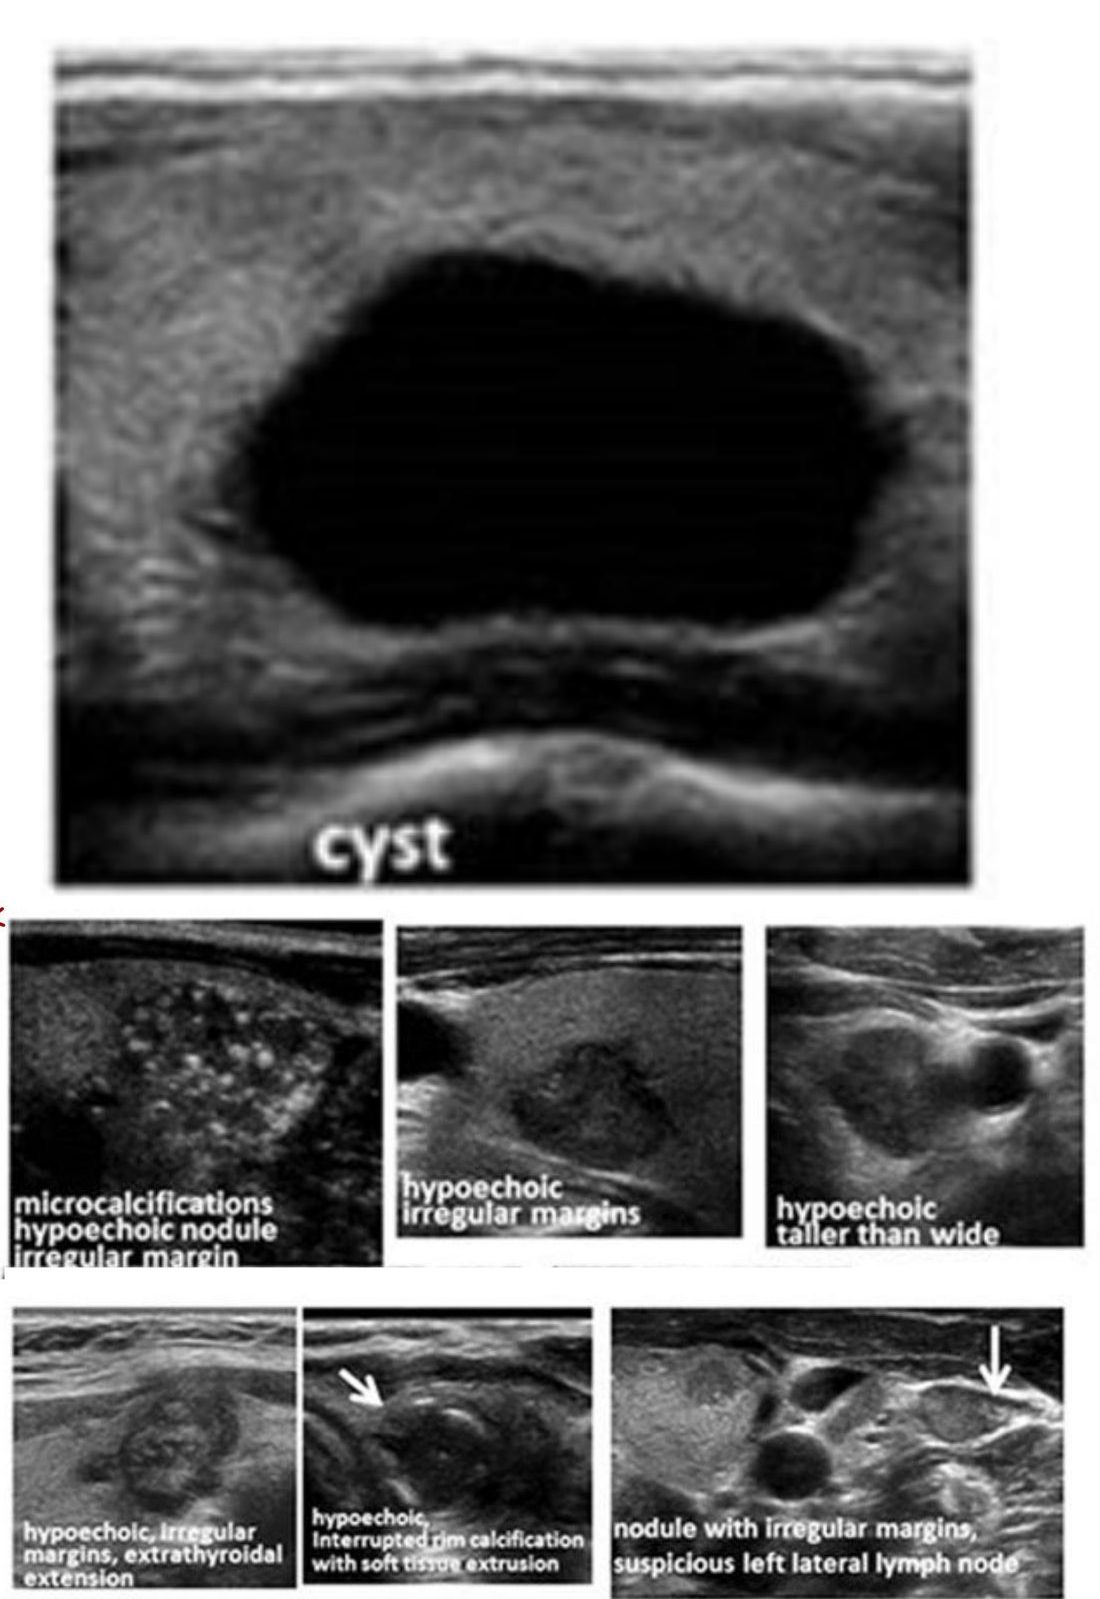 cyst
microcalcifications
hypoechoic nodule
irregular margin
hypoechoic
irregular margins
hypoechoic
taller than wide
hypoechoic, irregular
margins, extrathyroidal
extension
hypoechoic,
Interrupted rim calcification
with soft tissue extrusion
nodule with irregular margins,
suspicious left lateral lymph node